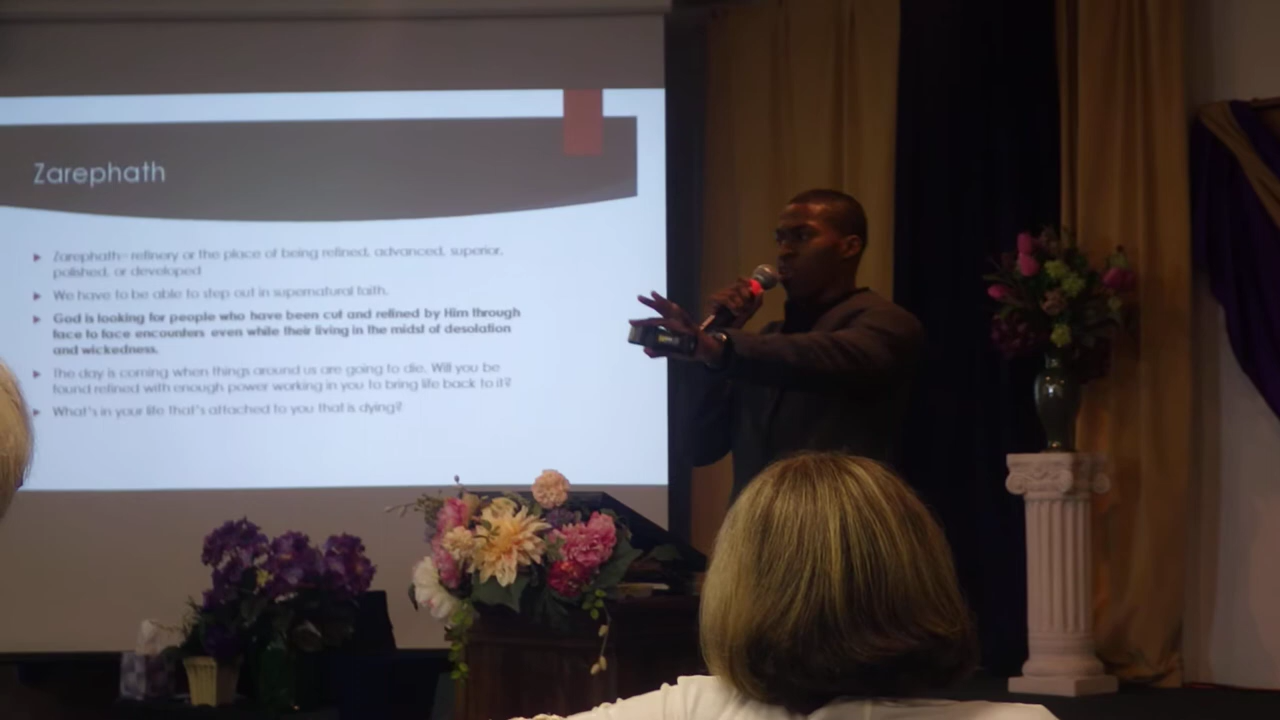 Zarephath
Zarephath- refinery or the place of being refined, advanced, superior,
polished, or developed
We have to be able to step out in supernatural faith.
God is looking for people who have been cut and refined by Him through
face to face encounters even while their living in the midst of desolation
and wickedness.
The day is coming when things around us are going to die. Will you be
found refined with enough power working in you to bring life back to it?
What's in your life that's attached to you that is dying?